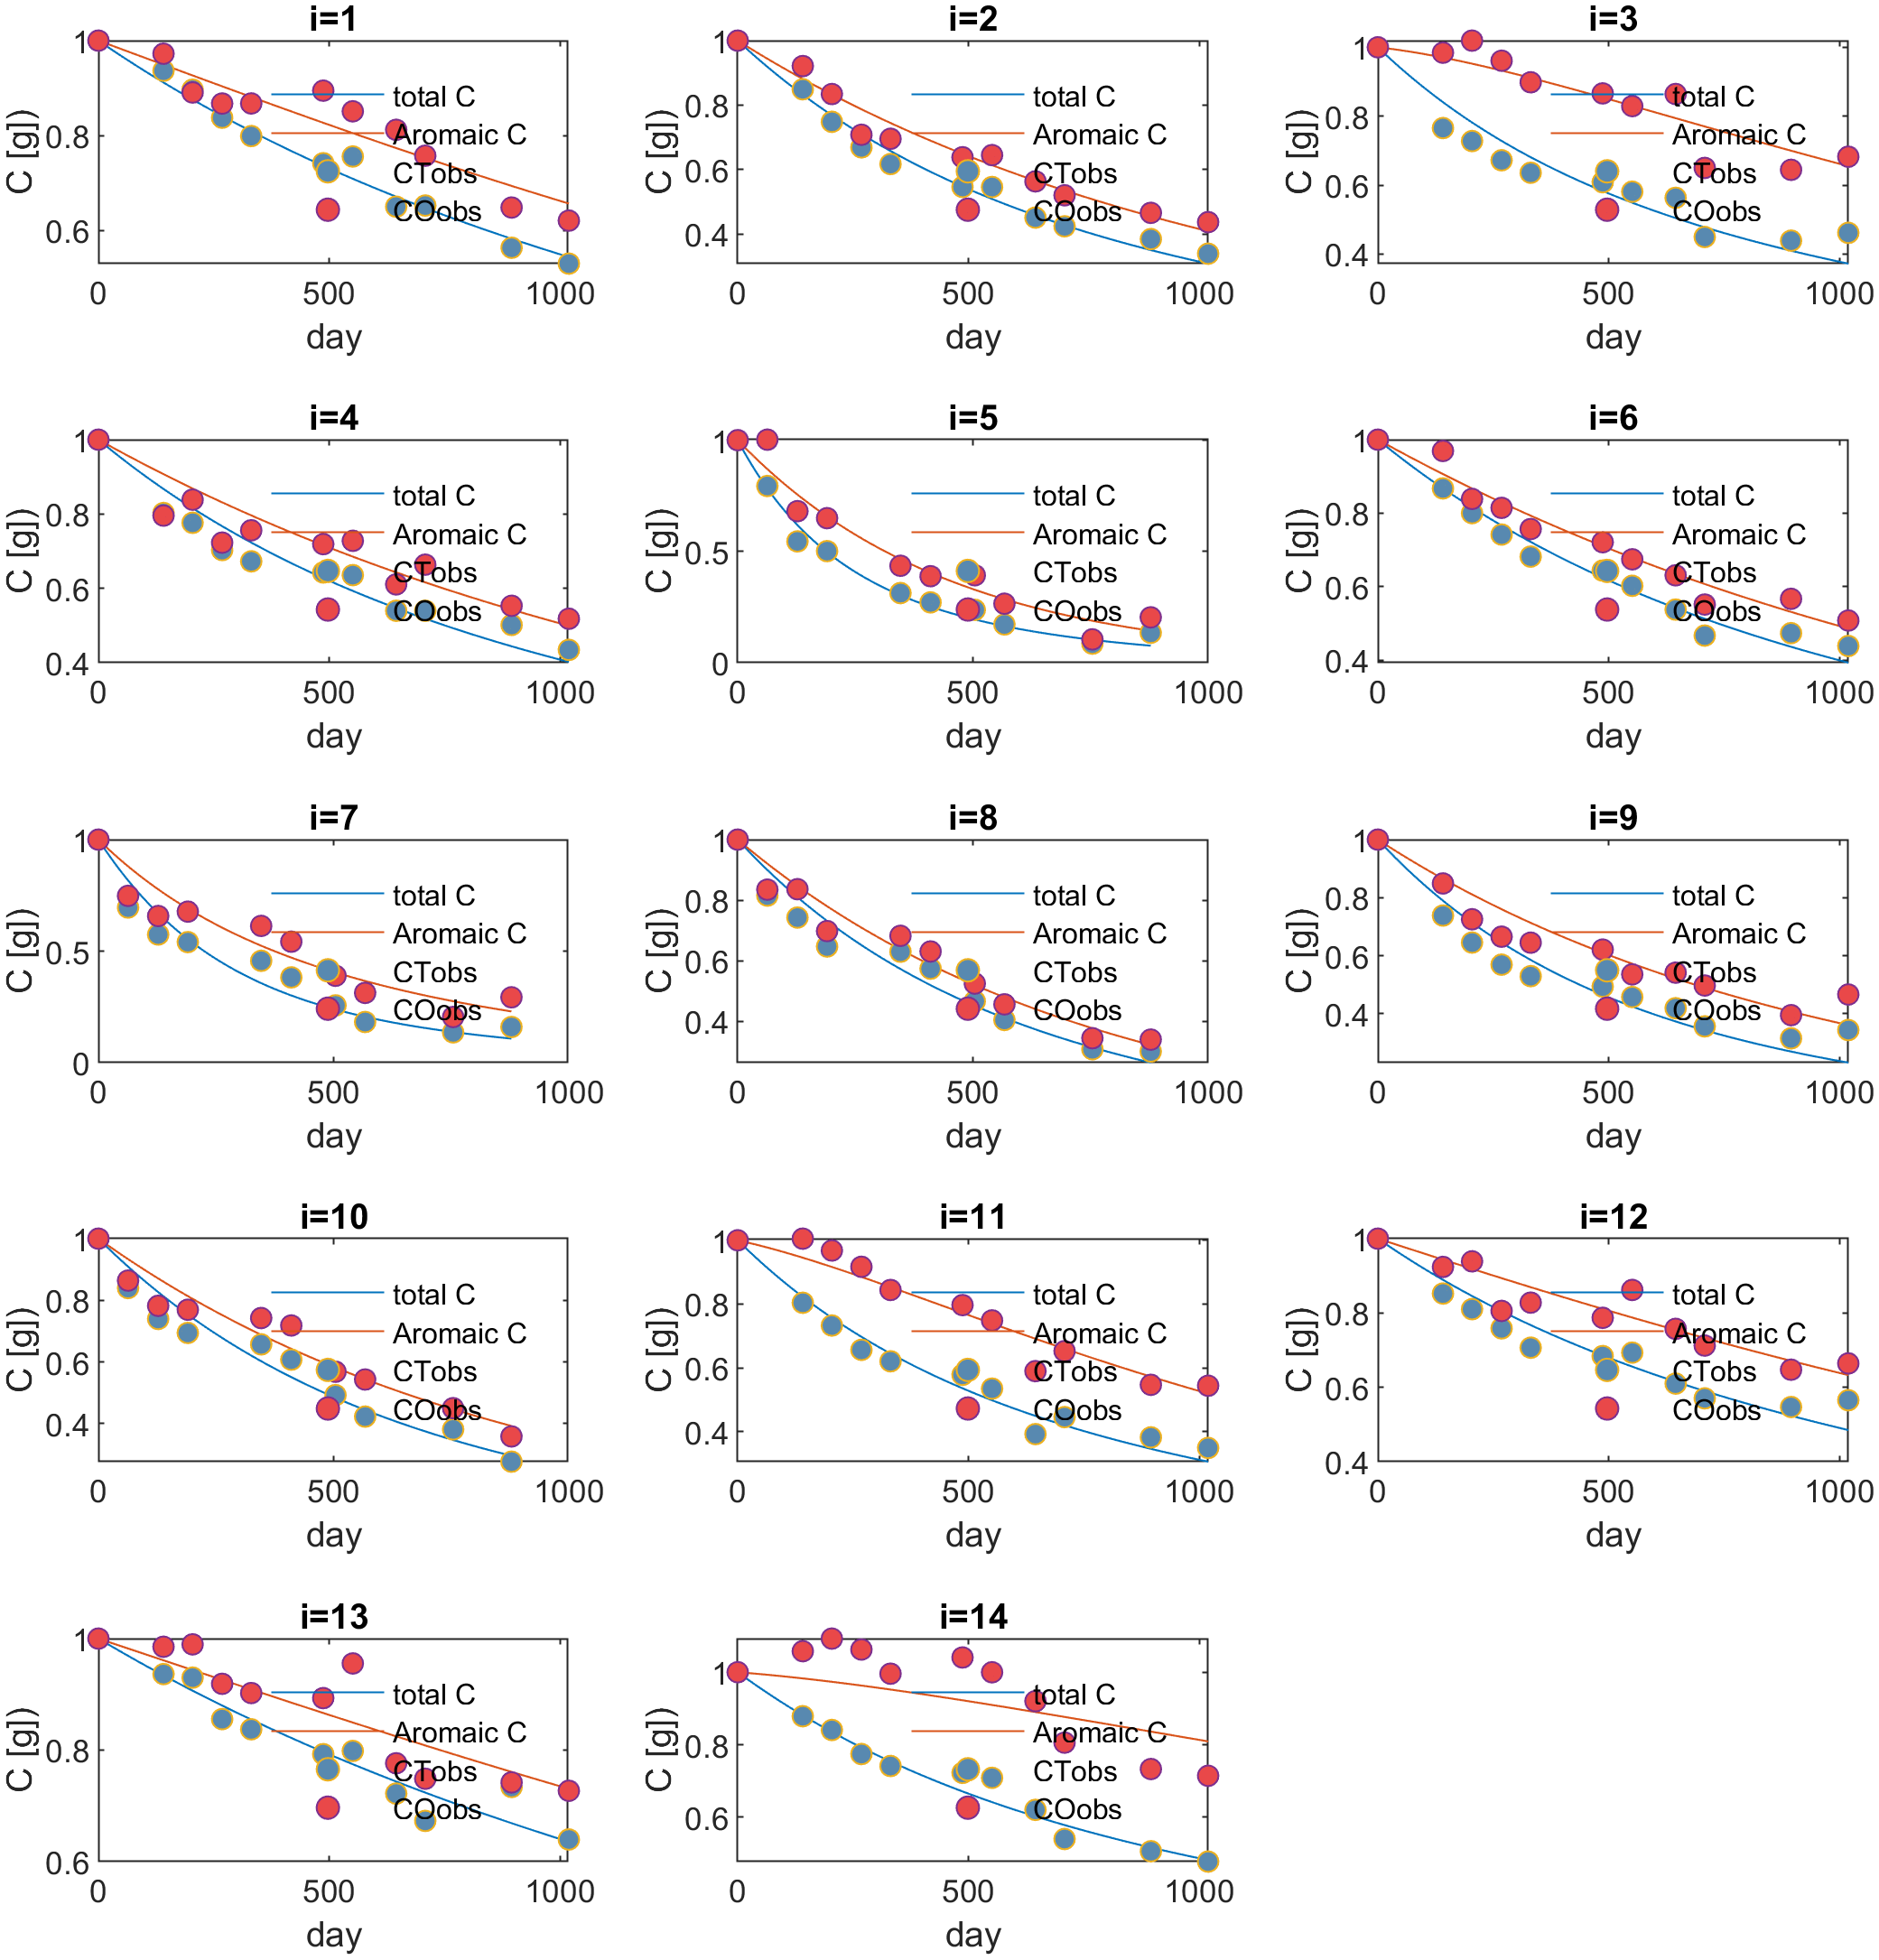 i=1
1
0.8
0.6
C [g])
total C
Aromaic C
CTobs
COobs
0
500
1000
day
i=2
1
0.8
0.6
0.4
C [g])
total C
Aromaic C
CTobs
COobs
0
500
1000
day
i=3
1
0.8
0.6
0.4
C [g])
total C
Aromaic C
CTobs
COobs
0
500
1000
day
i=4
1
0.8
0.6
0.4
C [g])
total C
Aromaic C
CTobs
COobs
0
500
1000
day
i=5
1
0.5
0
C [g])
total C
Aromaic C
CTobs
COobs
0
500
1000
day
i=6
1
0.8
0.6
0.4
C [g])
total C
Aromaic C
CTobs
COobs
0
500
1000
day
i=7
1
0.5
0
C [g])
total C
Aromaic C
CTobs
COobs
0
500
1000
day
i=8
1
0.8
0.6
0.4
C [g])
total C
Aromaic C
CTobs
COobs
0
500
1000
day
i=9
1
0.8
0.6
0.4
C [g])
total C
Aromaic C
CTobs
COobs
0
500
1000
day
i=10
1
0.8
0.6
0.4
C [g])
total C
Aromaic C
CTobs
COobs
0
500
1000
day
i=11
1
0.8
0.6
0.4
C [g])
total C
Aromaic C
CTobs
COobs
0
500
1000
day
i=12
1
0.8
0.6
0.4
C [g])
total C
Aromaic C
CTobs
COobs
0
500
1000
day
i=13
1
0.8
0.6
C [g])
total C
Aromaic C
CTobs
COobs
0
500
1000
day
i=14
1
0.8
0.6
C [g])
total C
Aromaic C
CTobs
COobs
0
500
1000
day